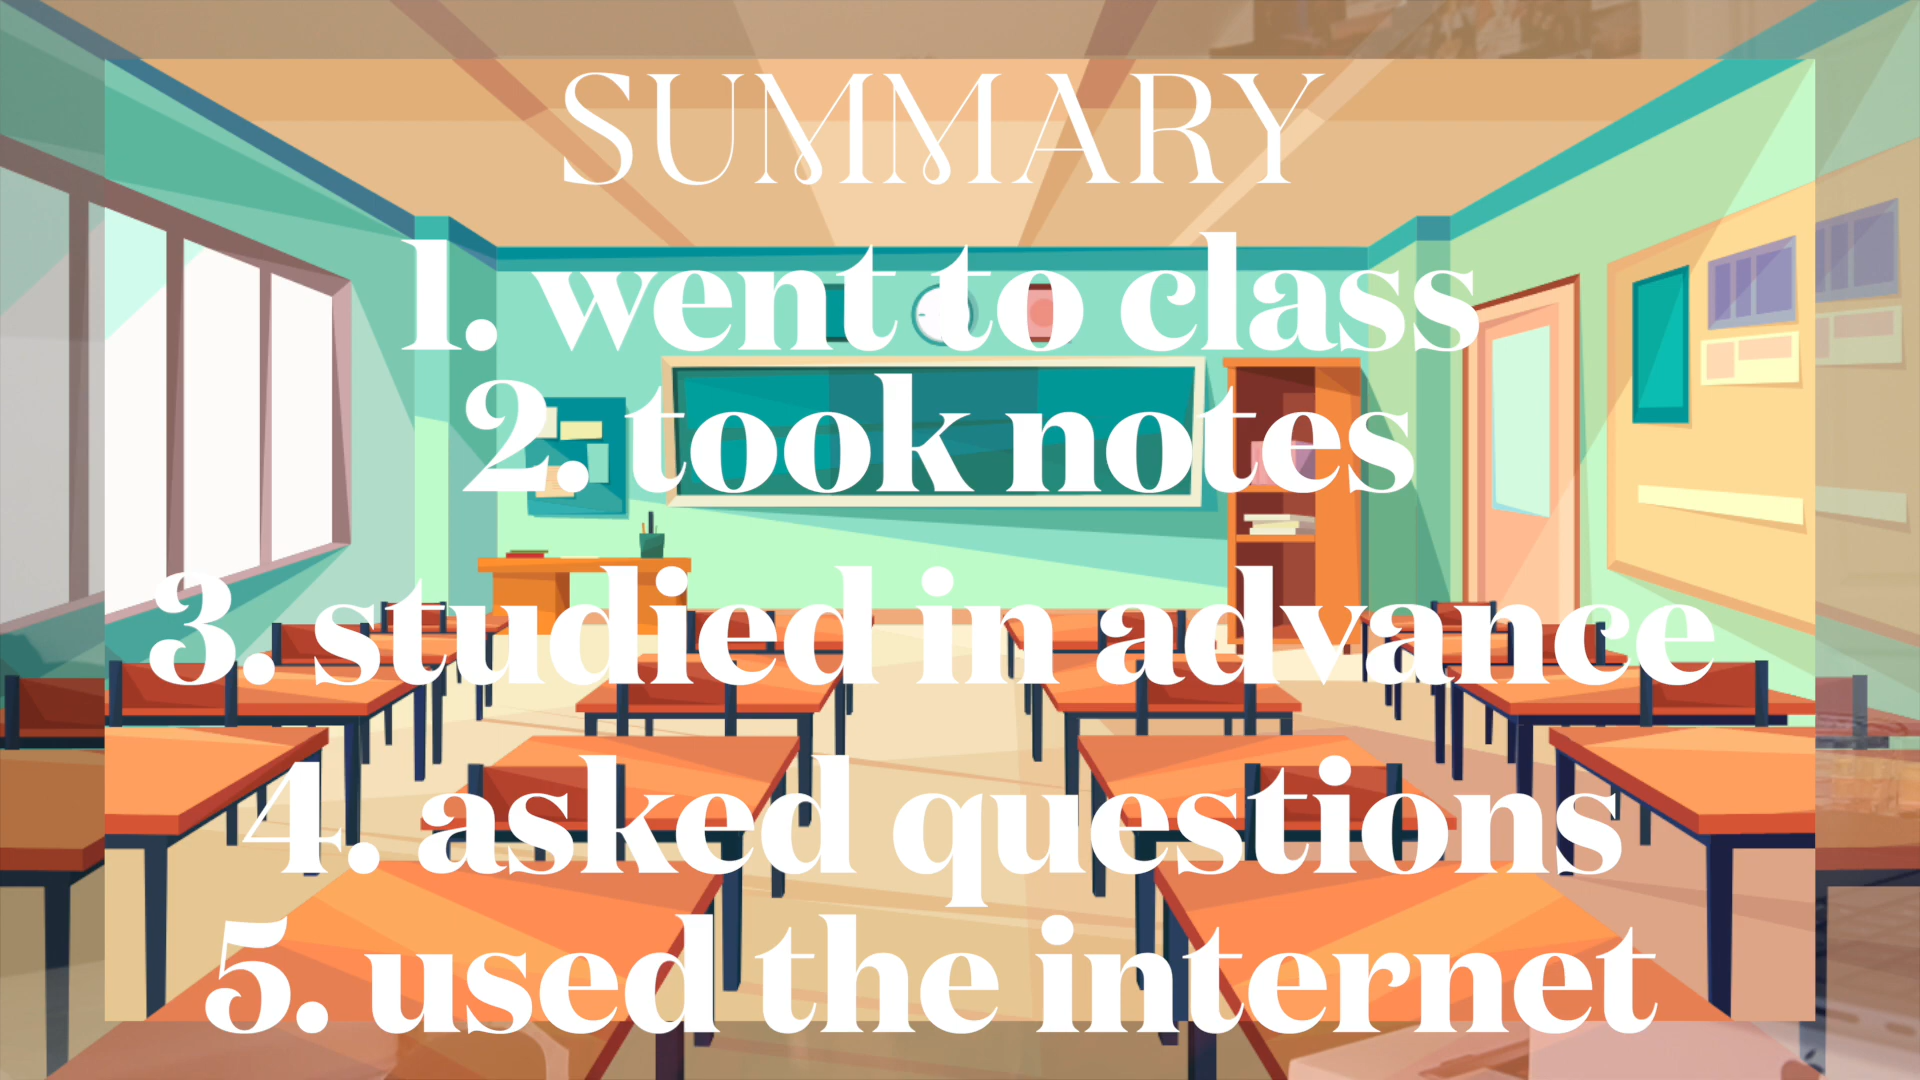 SUMMARY
1. went to class
2. took notes
3. studied in advance
4. asked questions
5. used the internet